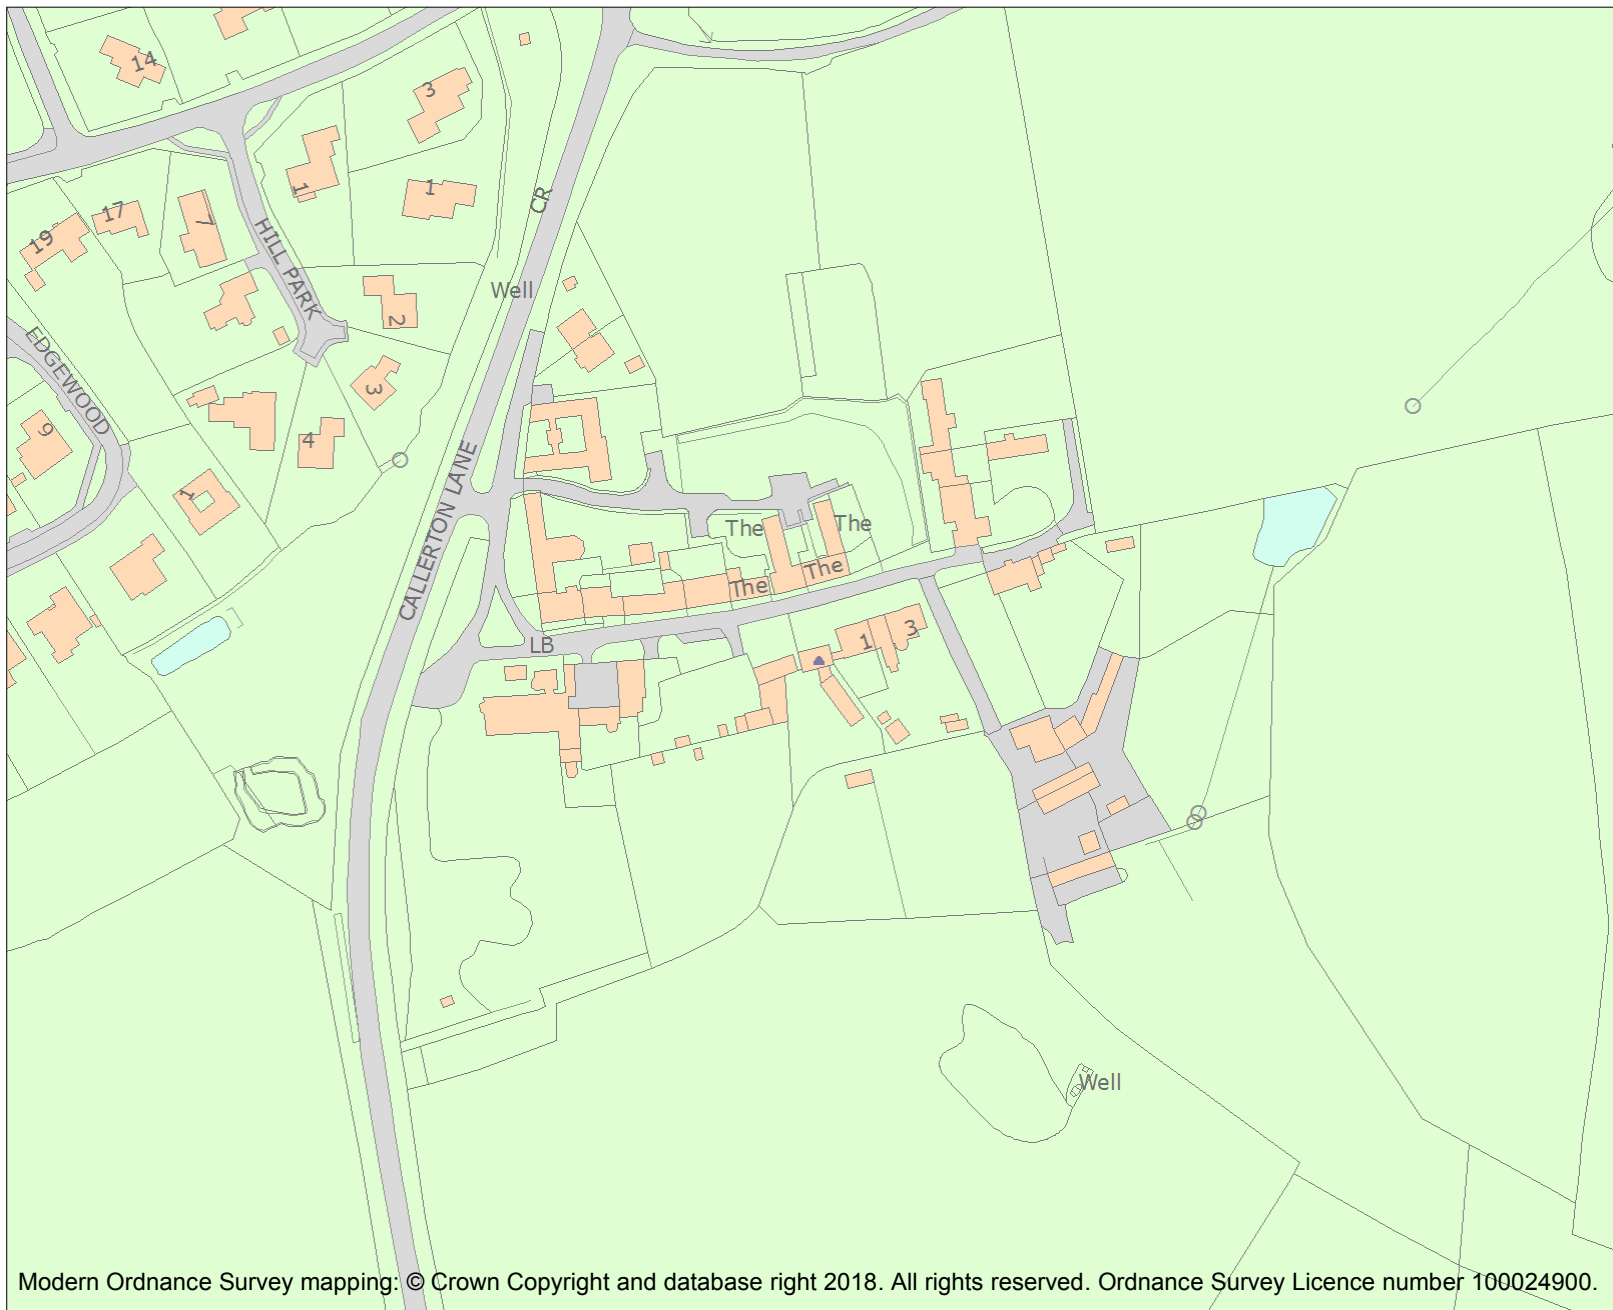 14
3
CR
1
1
17
7
19
HILL PARK
Well
2
EDGEWOOD
3
9
4
CALLERTON LANE
1
The
The
The
The
LB
1
3
Well
Modern Ordnance Survey mapping: © Crown Copyright and database right 2018. All rights reserved. Ordnance Survey Licence number 100024900.